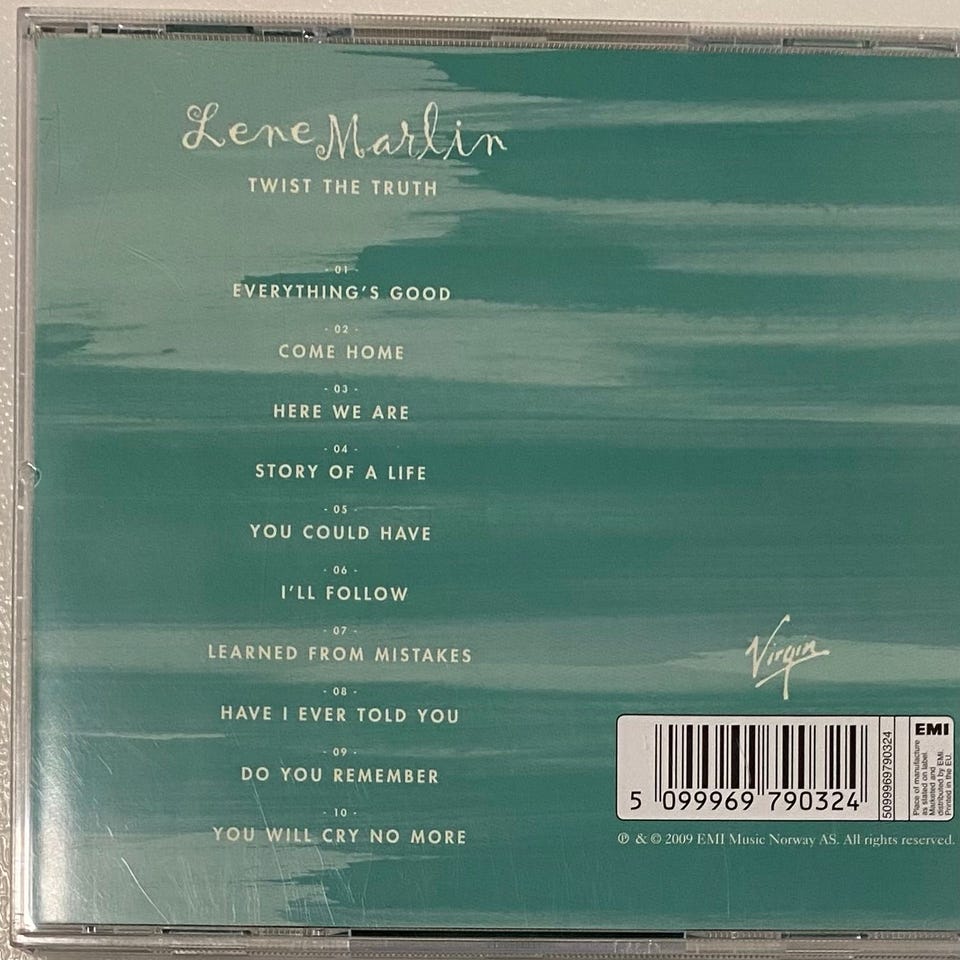 Lene Marlin
TWIST THE TRUTH
- 01 -
EVERYTHING'S GOOD
- 02 -
COME HOME
- 03 -
HERE WE ARE
- 04 -
STORY OF A LIFE
- 05 -
YOU COULD HAVE
- 06 -
I'LL FOLLOW
- 07 -
LEARNED FROM MISTAKES
- 08 -
HAVE I EVER TOLD YOU
- 09 -
DO YOU REMEMBER
- 10 -
YOU WILL CRY NO MORE
Virgin
5 099969 790324
5099969790324
EMI
Place of manufacture
as stated on label.
Marketed and
distributed by EMI.
Printed in the EU.
℗ & © 2009 EMI Music Norway AS. All rights reserved.